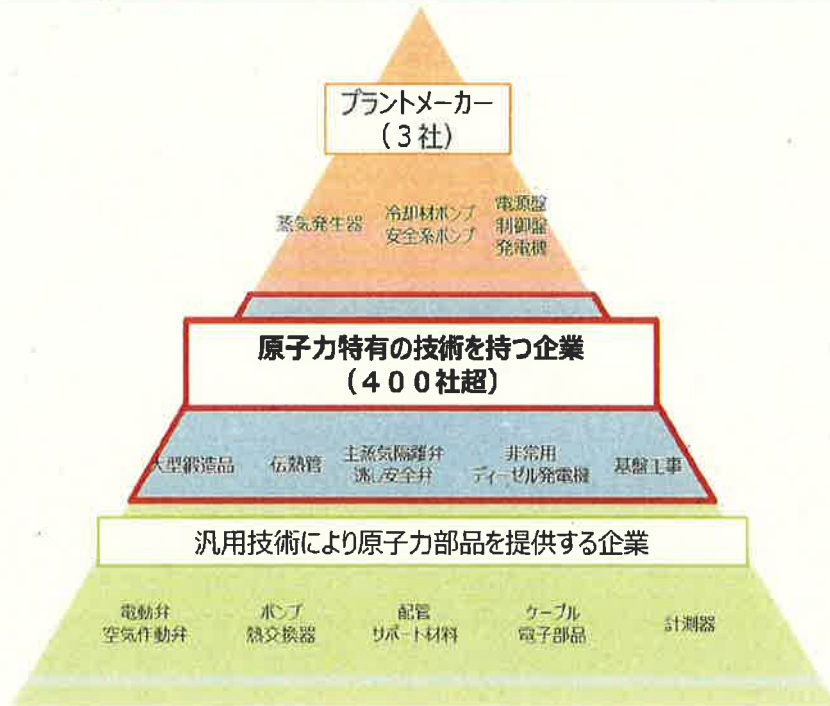 プラントメーカー
（３社）
蒸気発生器
冷却材ポンプ
安全系ポンプ
電源盤
制御盤
発電機
原子力特有の技術を持つ企業
（４００社超）
大型鍛造品
伝熱管
主蒸気隔離弁
逃し安全弁
非常用
ディーゼル発電機
基盤工事
汎用技術により原子力部品を提供する企業
電動弁
空気作動弁
ポンプ
熱交換器
配管
サポート材料
ケーブル
電子部品
計測器